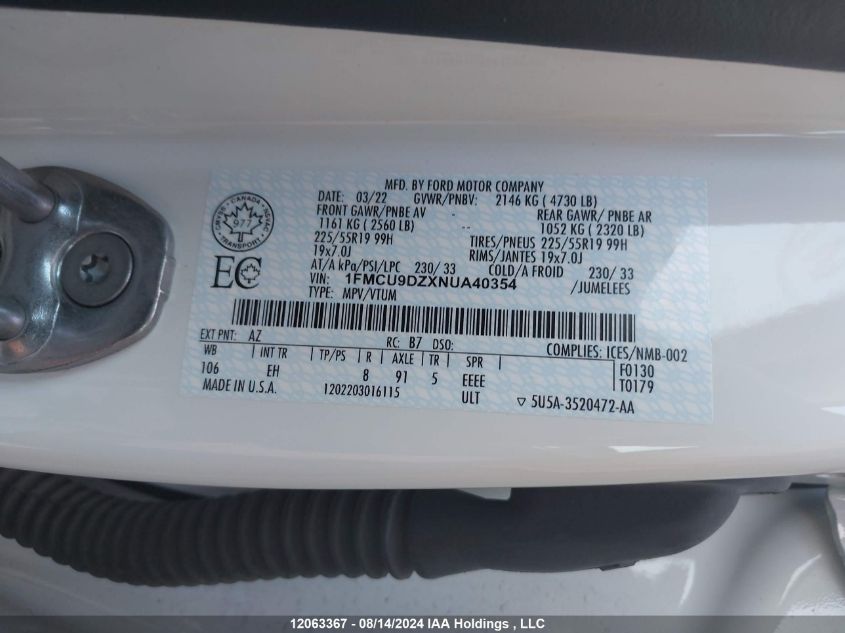 MFD. BY FORD MOTOR COMPANY
DATE: 03/22 GVWR/PNBV: 2146 KG ( 4730 LB)
FRONT GAWR/PNBE AV - REAR GAWR/ PNBE AR
1161 KG ( 2560 LB) - 1052 KG ( 2320 LB)
225/55R19 99H TIRES/PNEUS 225/55R19 99H
19x7.0J RIMS/JANTES 19x7.0J
AT/A kPa/PSI/LPC 230/ 33 COLD/A FROID 230/ 33
VIN: 1FMCU9DZXNUA40354 /JUMELEES
TYPE: MPV/VTUM
CANADA
977
TRANSPORT
EC
EXT PNT: AZ RC: B7 DSO: COMPLIES: ICES/NMB-002
WB INT TR TP/PS R AXLE TR SPR F0130
106 EH 8 91 5 EEEE T0179
MADE IN U.S.A. 1202203016115 ULT ▽ 5U5A-3520472-AA
12063367 - 08/14/2024 IAA Holdings , LLC